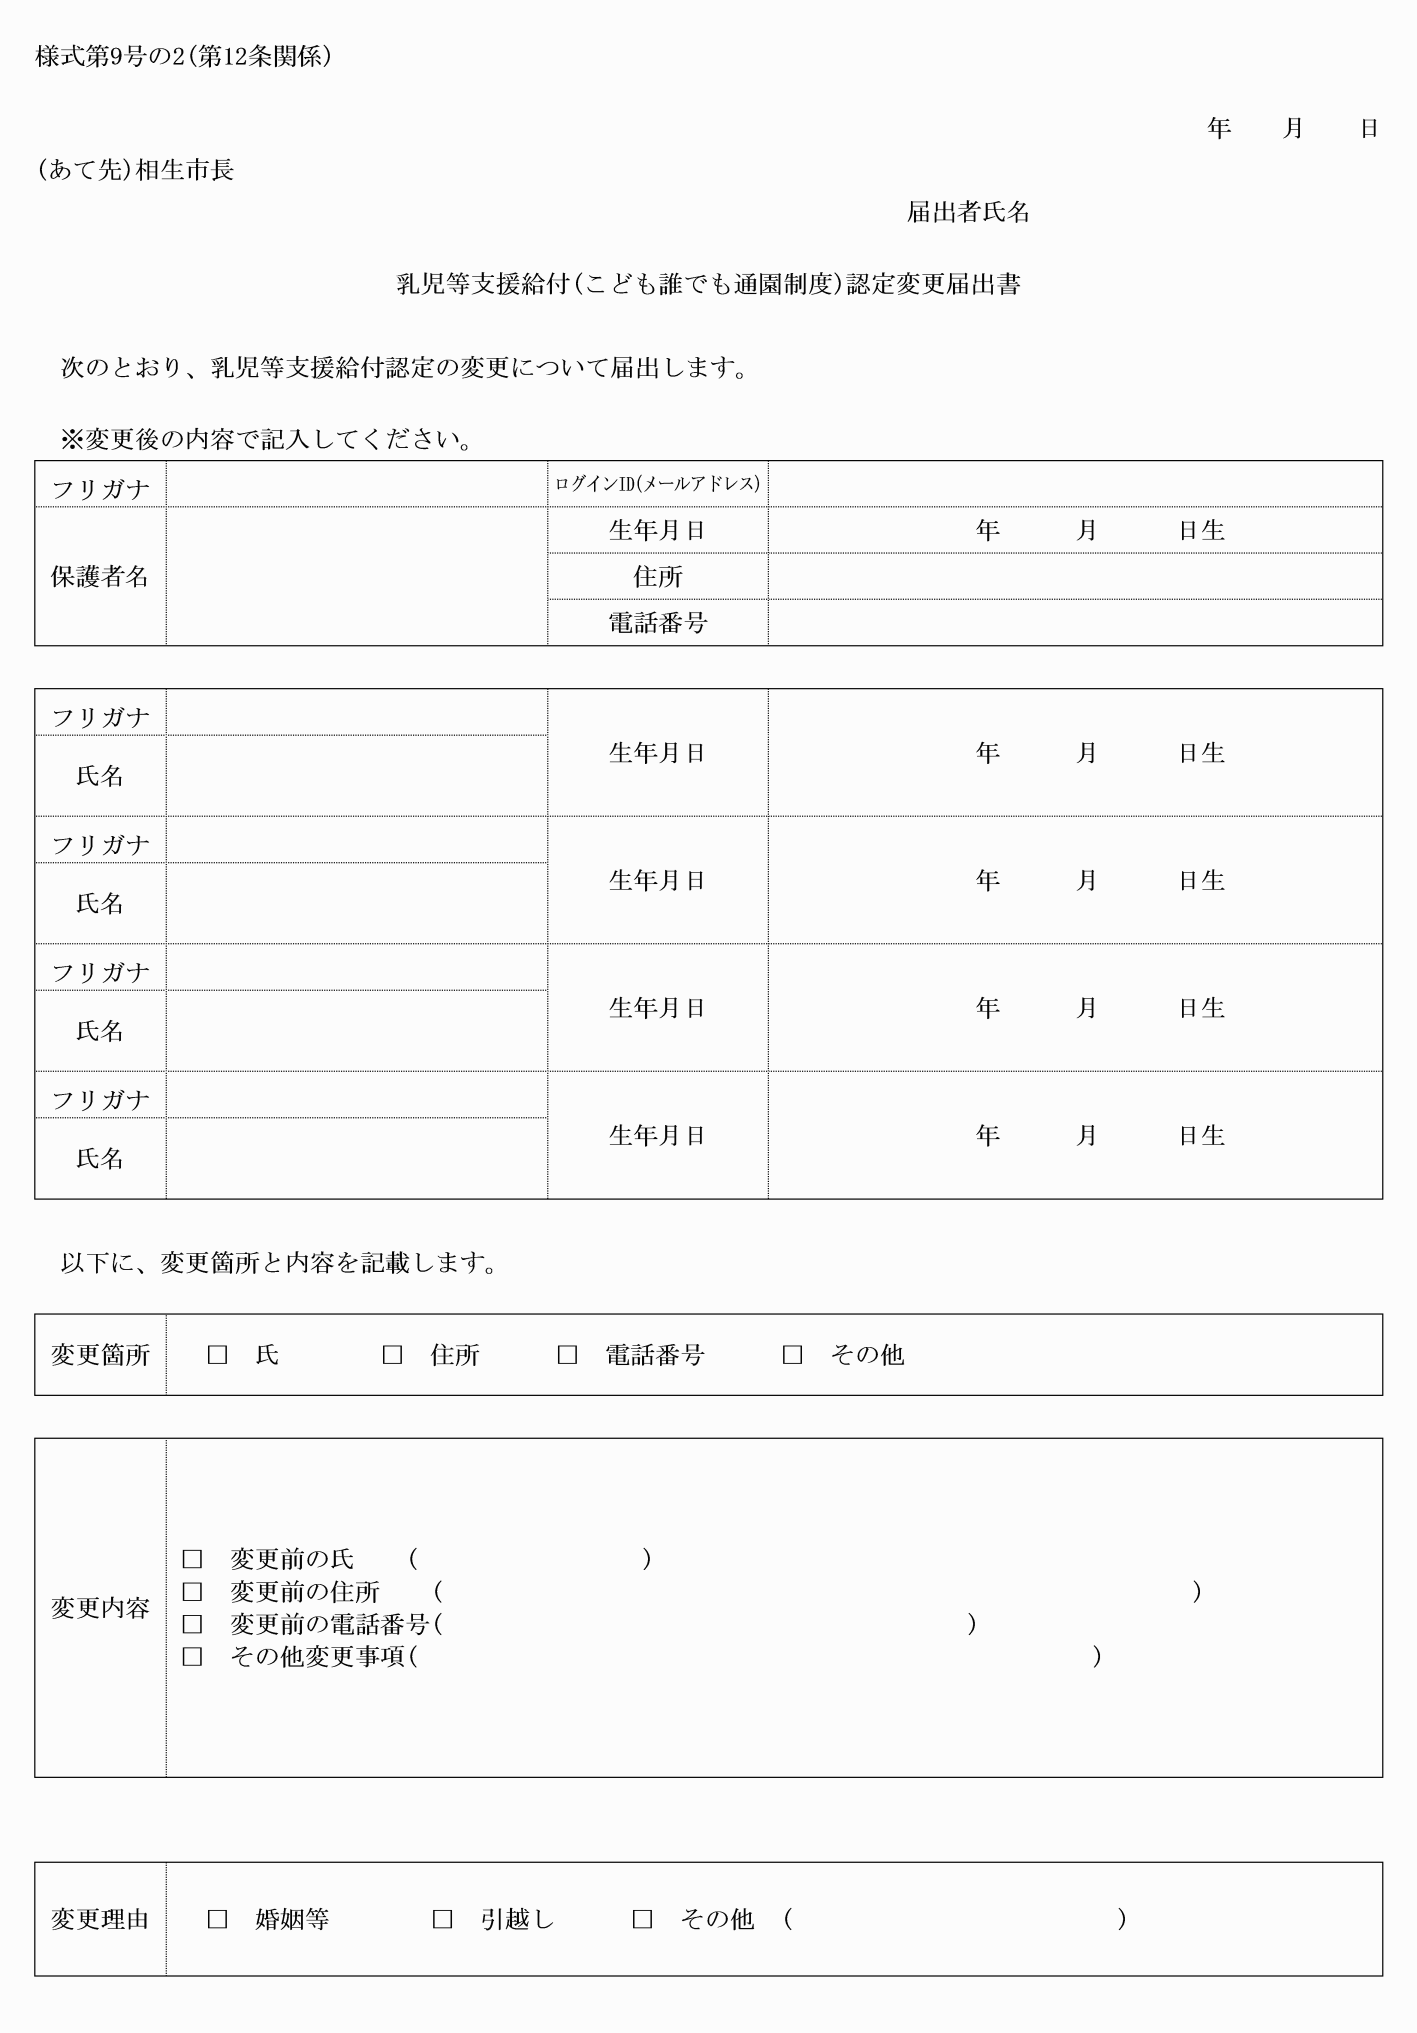 様式第9号の2(第12条関係)
年　　月　　日
(あて先)相生市長
届出者氏名
乳児等支援給付(こども誰でも通園制度)認定変更届出書
次のとおり、乳児等支援給付認定の変更について届出します。
※変更後の内容で記入してください。
フリガナ　ログインID(メールアドレス)
保護者名
生年月日　年　　　月　　　日生
住所
電話番号
フリガナ
氏名
生年月日　年　　　月　　　日生
フリガナ
氏名
生年月日　年　　　月　　　日生
フリガナ
氏名
生年月日　年　　　月　　　日生
フリガナ
氏名
生年月日　年　　　月　　　日生
以下に、変更箇所と内容を記載します。
変更箇所　□　氏　　　　□　住所　　　□　電話番号　　　□　その他
変更内容
□　変更前の氏　　(　　　　　　　　　)
□　変更前の住所　　(　　　　　　　　　　　　　　　　　　　　　　　　　　　　　　)
□　変更前の電話番号(　　　　　　　　　　　　　　　　　　　　　)
□　その他変更事項(　　　　　　　　　　　　　　　　　　　　　　　　　　　)
変更理由　□　婚姻等　　　　□　引越し　　　□　その他　(　　　　　　　　　　　　　)